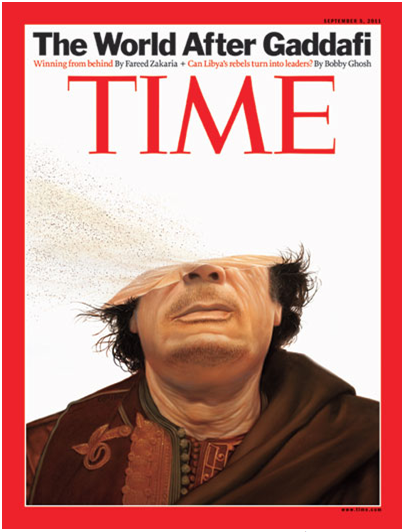 SEPTEMBER 5, 2011
The World After Gaddafi
Winning from behind By Fareed Zakaria + Can Libya's rebels turn into leaders? By Bobby Ghosh
TIME
www.time.com